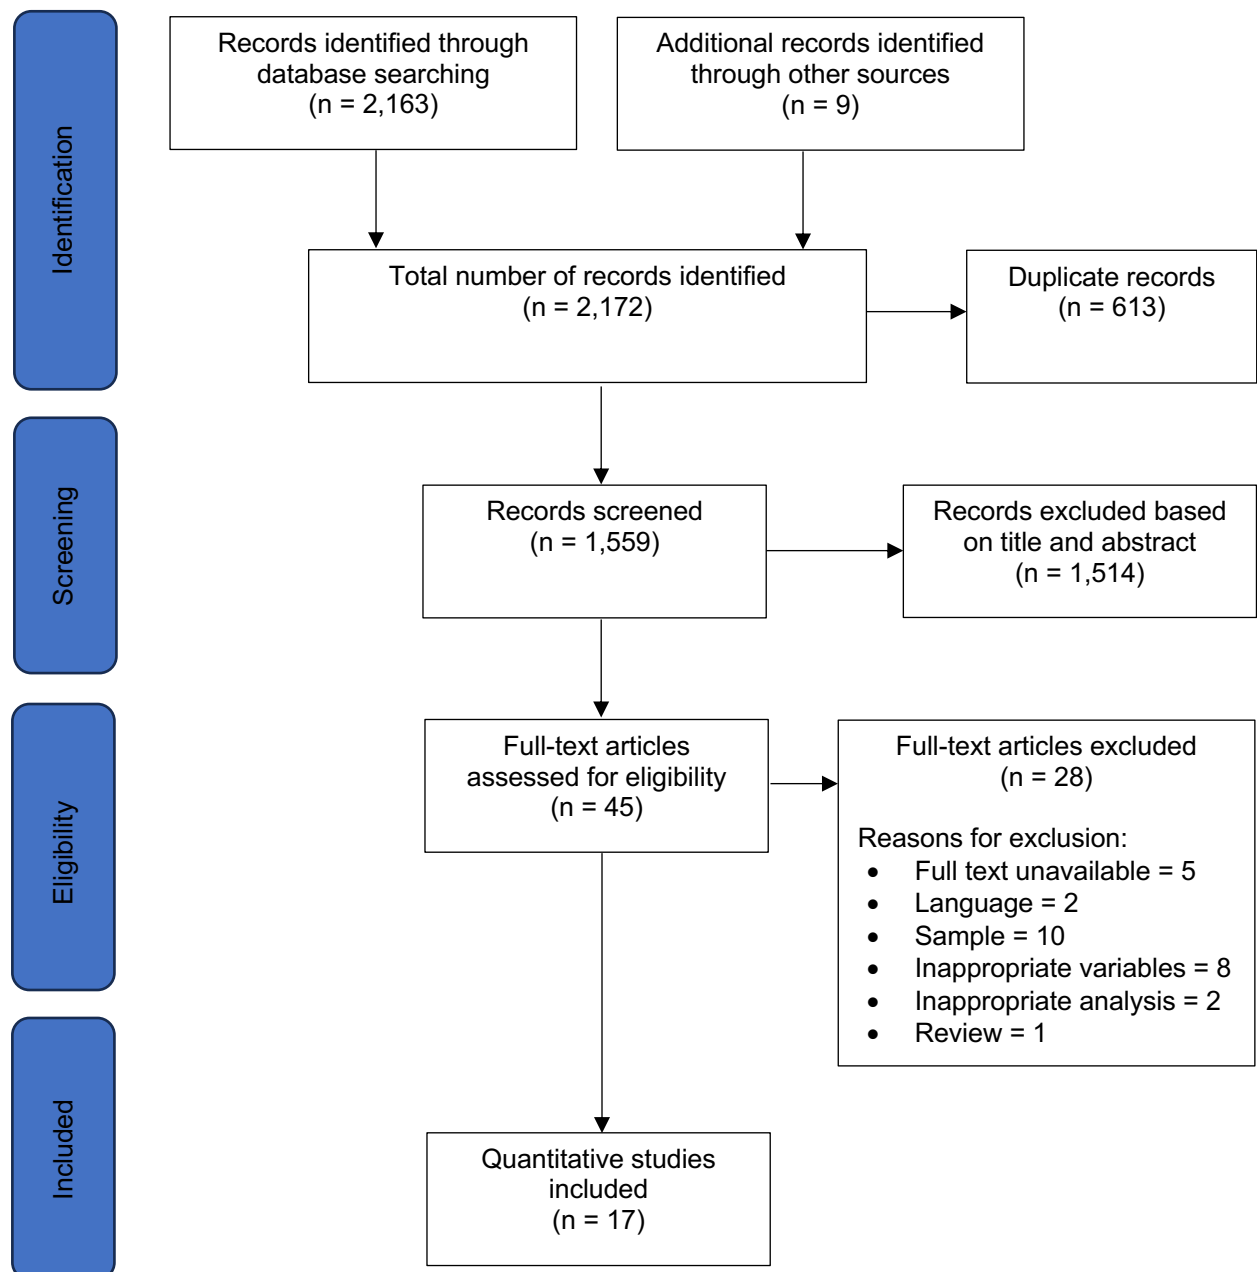 Identification
Records identified through
database searching
(n = 2,163)
Additional records identified
through other sources
(n = 9)
Total number of records identified
(n = 2,172)
Duplicate records
(n = 613)
Screening
Records screened
(n = 1,559)
Records excluded based
on title and abstract
(n = 1,514)
Eligibility
Full-text articles
assessed for eligibility
(n = 45)
Full-text articles excluded
(n = 28)
Reasons for exclusion:
• Full text unavailable = 5
• Language = 2
• Sample = 10
• Inappropriate variables = 8
• Inappropriate analysis = 2
• Review = 1
Included
Quantitative studies
included
(n = 17)